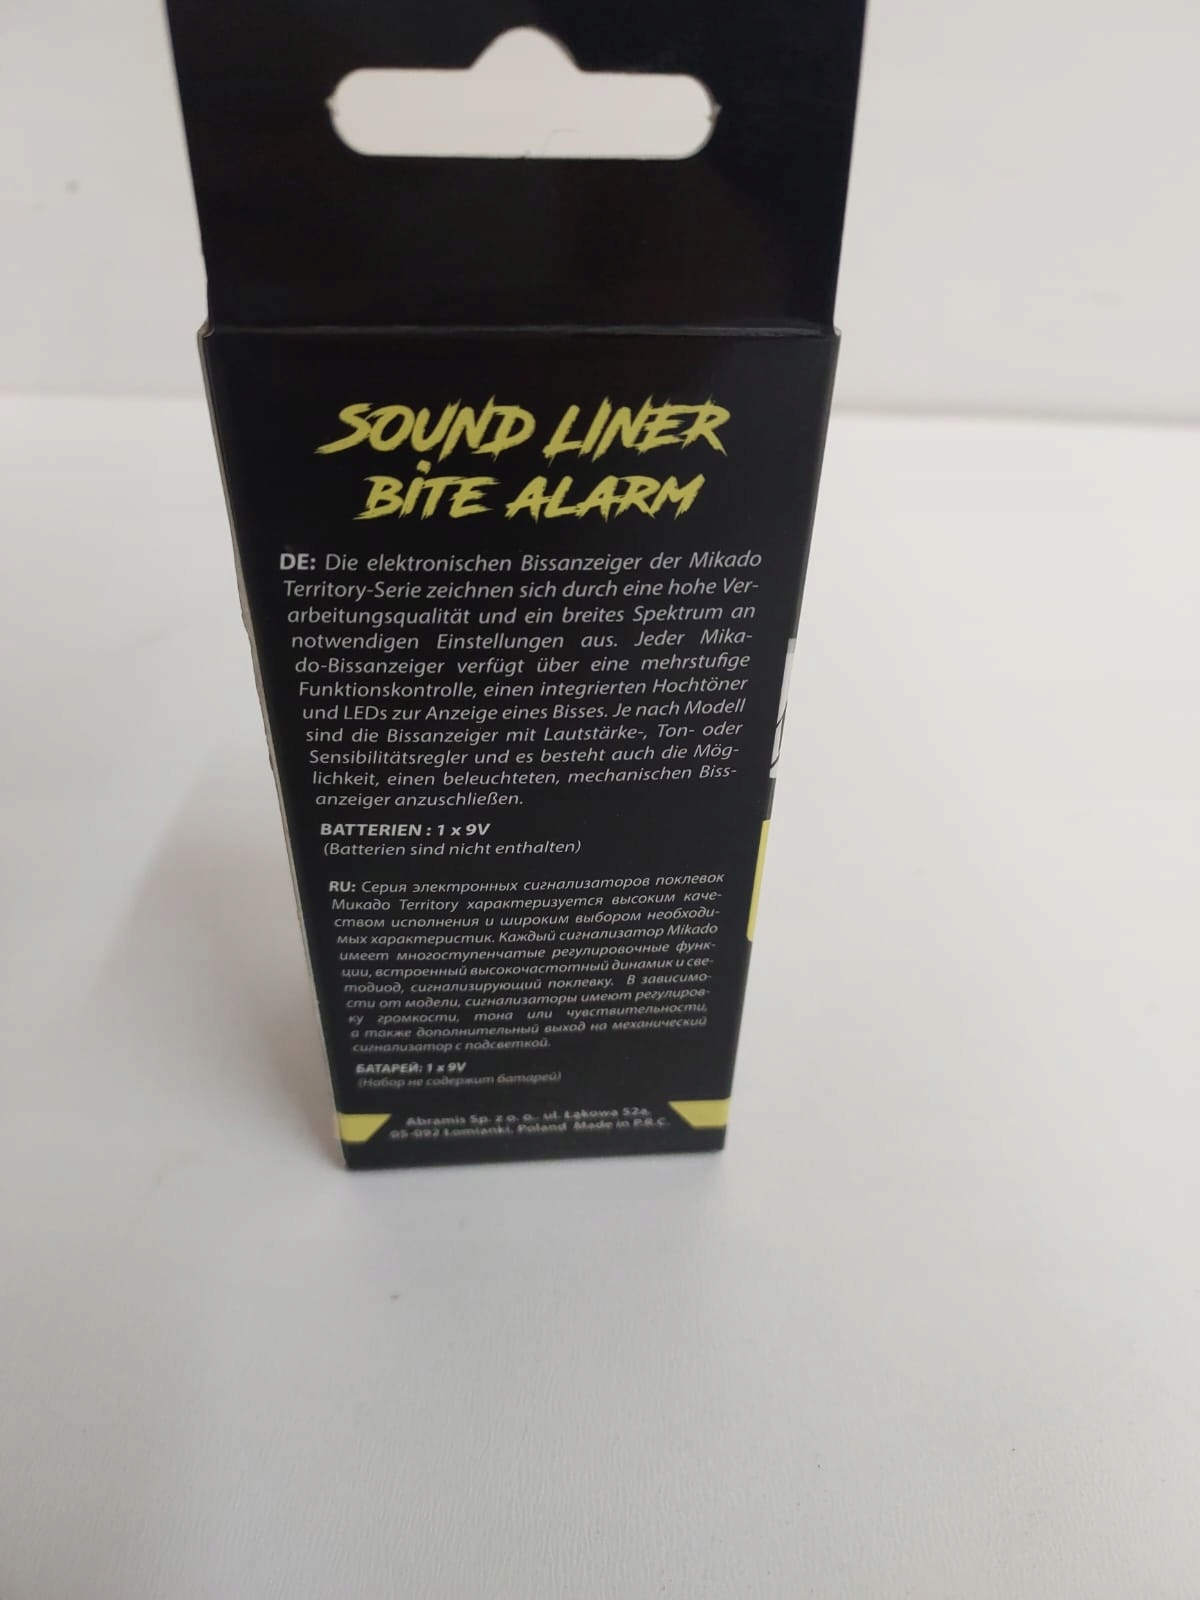 SOUND LINER
BITE ALARM
DE: Die elektronischen Bissanzeiger der Mikado
Territory-Serie zeichnen sich durch eine hohe Ver-
arbeitungsqualität und ein breites Spektrum an
notwendigen Einstellungen aus. Jeder Mika-
do-Bissanzeiger verfügt über eine mehrstufige
Funktionskontrolle, einen integrierten Hochtöner
und LEDs zur Anzeige eines Bisses. Je nach Modell
sind die Bissanzeiger mit Lautstärke-, Ton- oder
Sensibilitätsregler und es besteht auch die Mög-
lichkeit, einen beleuchteten, mechanischen Biss-
anzeiger anzuschließen.
BATTERIEN : 1 x 9V
(Batterien sind nicht enthalten)
RU: Серия электронных сигнализаторов поклевок
Микадо Territory характеризуется высоким каче-
ством исполнения и широким выбором необходи-
мых характеристик. Каждый сигнализатор Mikado
имеет многоступенчатые регулировочные функ-
ции, встроенный высокочастотный динамик и све-
тодиод, сигнализирующий поклевку. В зависимо-
сти от модели, сигнализаторы имеют регулиров-
ку громкости, тона или чувствительности,
а также дополнительный выход на механический
сигнализатор с подсветкой.
БАТАРЕЙ: 1 x 9V
(Набор не содержит батарей)
Abramis Sp. z o. o., ul. Łąkowa 52a,
05-092 Łomianki, Poland Made in P.R.C.